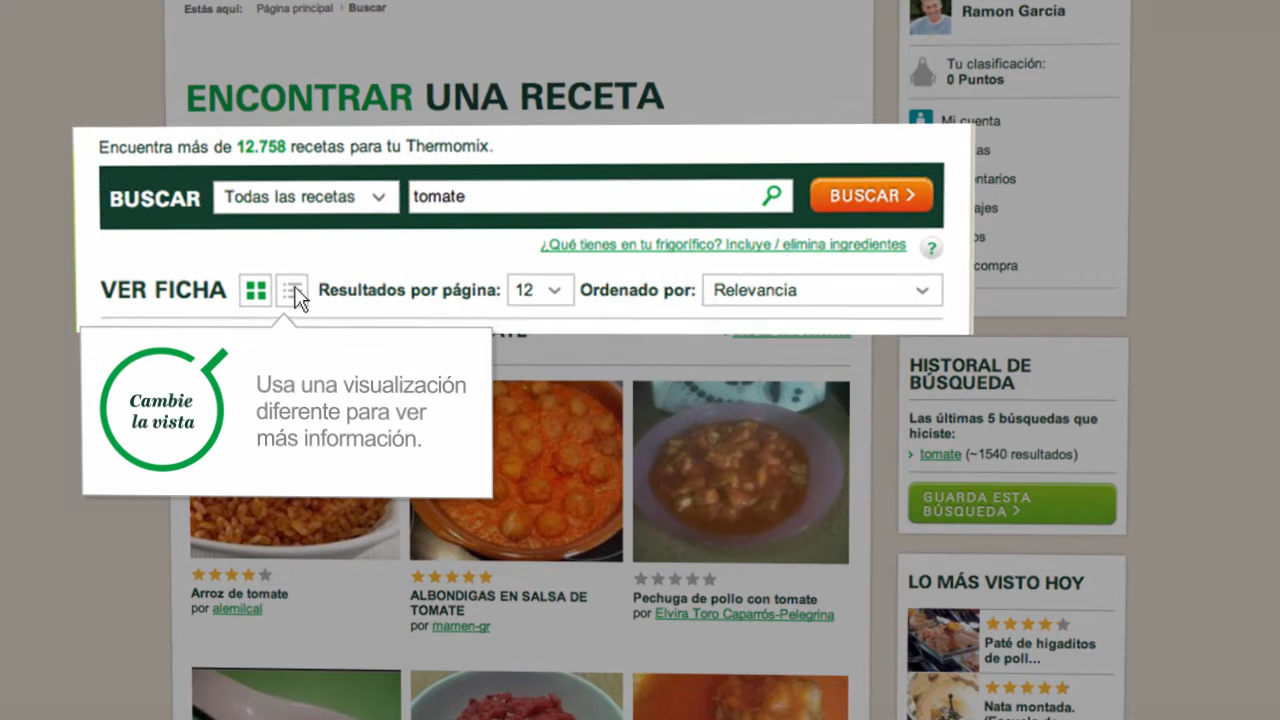 Estás aquí: Página principal › Buscar
Ramon Garcia
Tu clasificación:
0 Puntos
ENCONTRAR UNA RECETA
Mi cuenta
Encuentra más de 12.758 recetas para tu Thermomix.
BUSCAR Todas las recetas tomate BUSCAR >
¿Qué tienes en tu frigorífico? Incluye / elimina ingredientes ?
compra
VER FICHA Resultados por página: 12 Ordenado por: Relevancia
Cambie
la vista
Usa una visualización
diferente para ver
más información.
HISTORAL DE
BÚSQUEDA
Las últimas 5 búsquedas que
hiciste:
› tomate (~1540 resultados)
GUARDA ESTA
BÚSQUEDA >
Arroz de tomate
por alemilcal
ALBONDIGAS EN SALSA DE
TOMATE
por mamen-gr
Pechuga de pollo con tomate
por Elvira Toro Caparrós-Pelegrina
LO MÁS VISTO HOY
Paté de higaditos
de poll...
Nata montada.